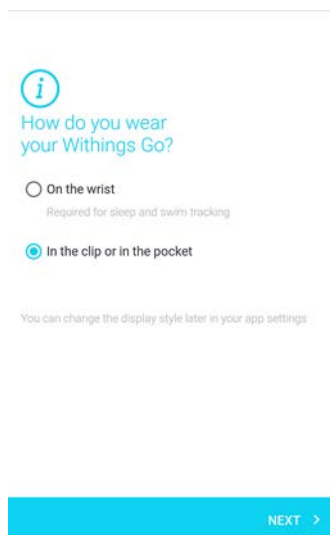 i
How do you wear
your Withings Go?
On the wrist
Required for sleep and swim tracking
In the clip or in the pocket
You can change the display style later in your app settings
NEXT >